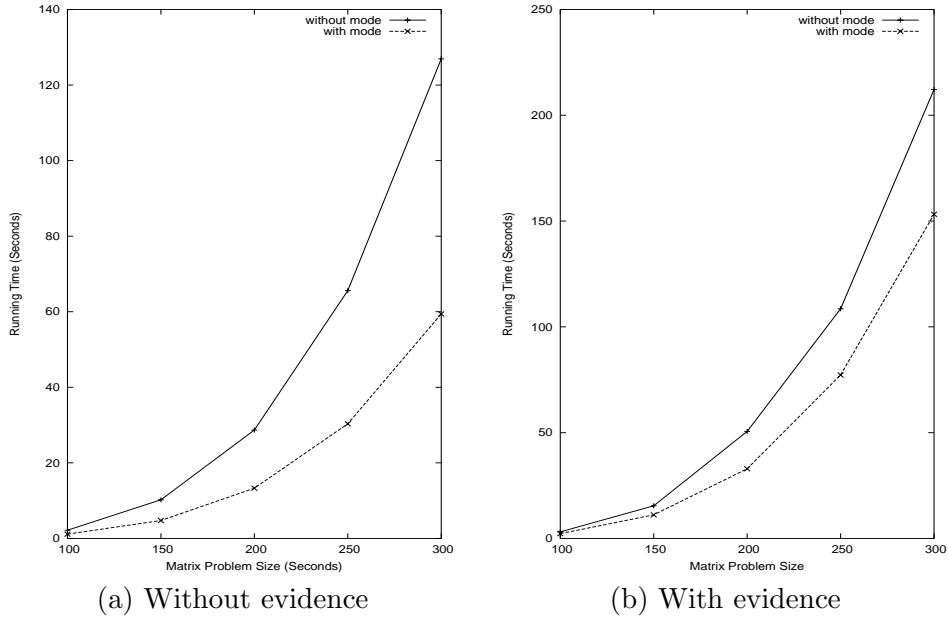 140
120
100
80
60
40
20
0
100
150
200
250
300
Running Time (Seconds)
Matrix Problem Size (Seconds)
without mode
with mode
(a) Without evidence
250
200
150
100
50
0
100
150
200
250
300
Running Time (Seconds)
Matrix Problem Size
without mode
with mode
(b) With evidence